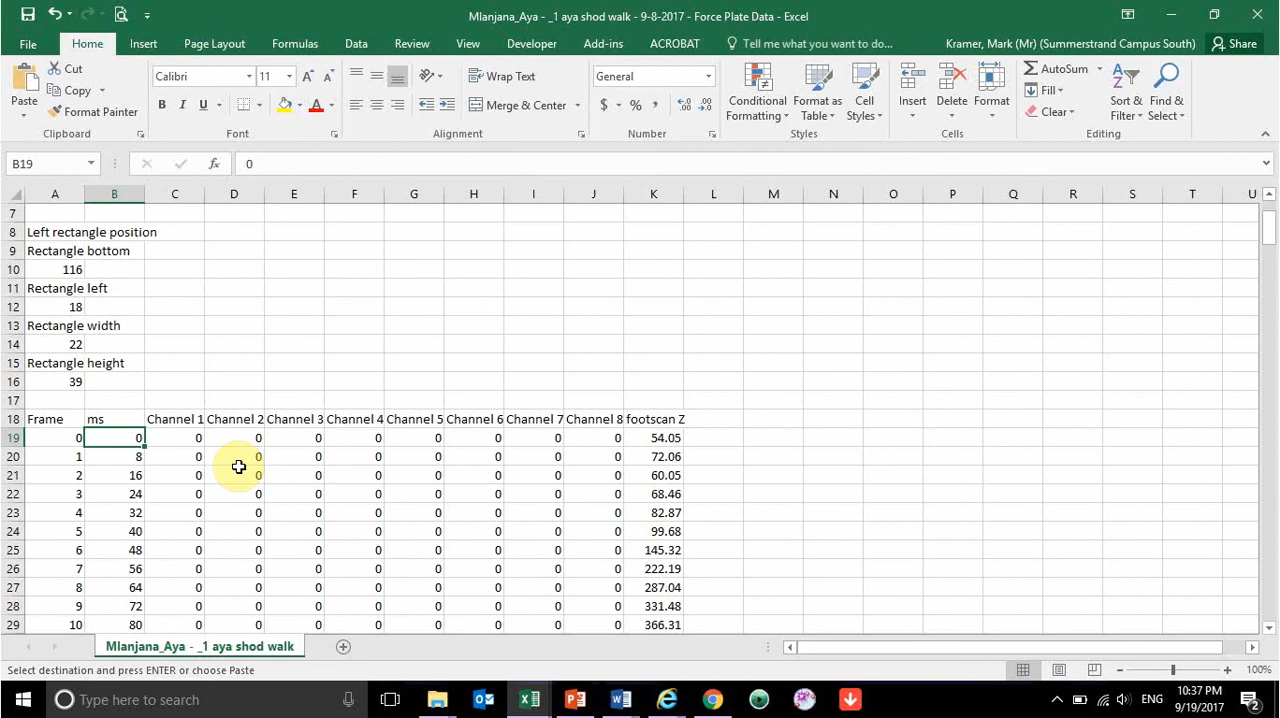 Mlanjana_Aya - _1 aya shod walk - 9-8-2017 - Force Plate Data - Excel
File Home Insert Page Layout Formulas Data Review View Developer Add-ins ACROBAT Tell me what you want to do... Kramer, Mark (Mr) (Summerstrand Campus South) Share
Paste Cut Copy Format Painter Clipboard
Calibri 11 B I U A Font
Wrap Text Merge & Center Alignment
General $ % , Number
Conditional Formatting Format as Table Cell Styles Styles
Insert Delete Format Cells
AutoSum Fill Clear Sort & Filter Find & Select Editing
B19 fx 0
A B C D E F G H I J K L M N O P Q R S T U
7
8 Left rectangle position
9 Rectangle bottom
10 116
11 Rectangle left
12 18
13 Rectangle width
14 22
15 Rectangle height
16 39
17
18 Frame ms Channel 1 Channel 2 Channel 3 Channel 4 Channel 5 Channel 6 Channel 7 Channel 8 footscan Z
19 0 0 0 0 0 0 0 0 0 0 54.05
20 1 8 0 0 0 0 0 0 0 0 72.06
21 2 16 0 0 0 0 0 0 0 0 60.05
22 3 24 0 0 0 0 0 0 0 0 68.46
23 4 32 0 0 0 0 0 0 0 0 82.87
24 5 40 0 0 0 0 0 0 0 0 99.68
25 6 48 0 0 0 0 0 0 0 0 145.32
26 7 56 0 0 0 0 0 0 0 0 222.19
27 8 64 0 0 0 0 0 0 0 0 287.04
28 9 72 0 0 0 0 0 0 0 0 331.48
29 10 80 0 0 0 0 0 0 0 0 366.31
Mlanjana_Aya - _1 aya shod walk
Select destination and press ENTER or choose Paste 100%
Type here to search ENG 10:37 PM
9/19/2017 2